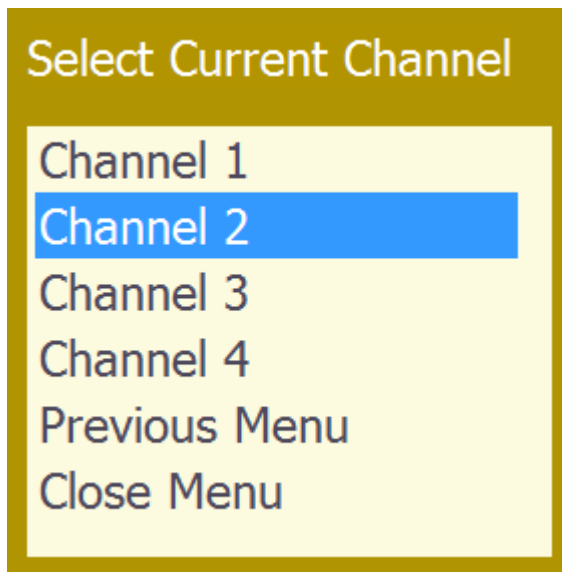 Select Current Channel
Channel 1
Channel 2
Channel 3
Channel 4
Previous Menu
Close Menu